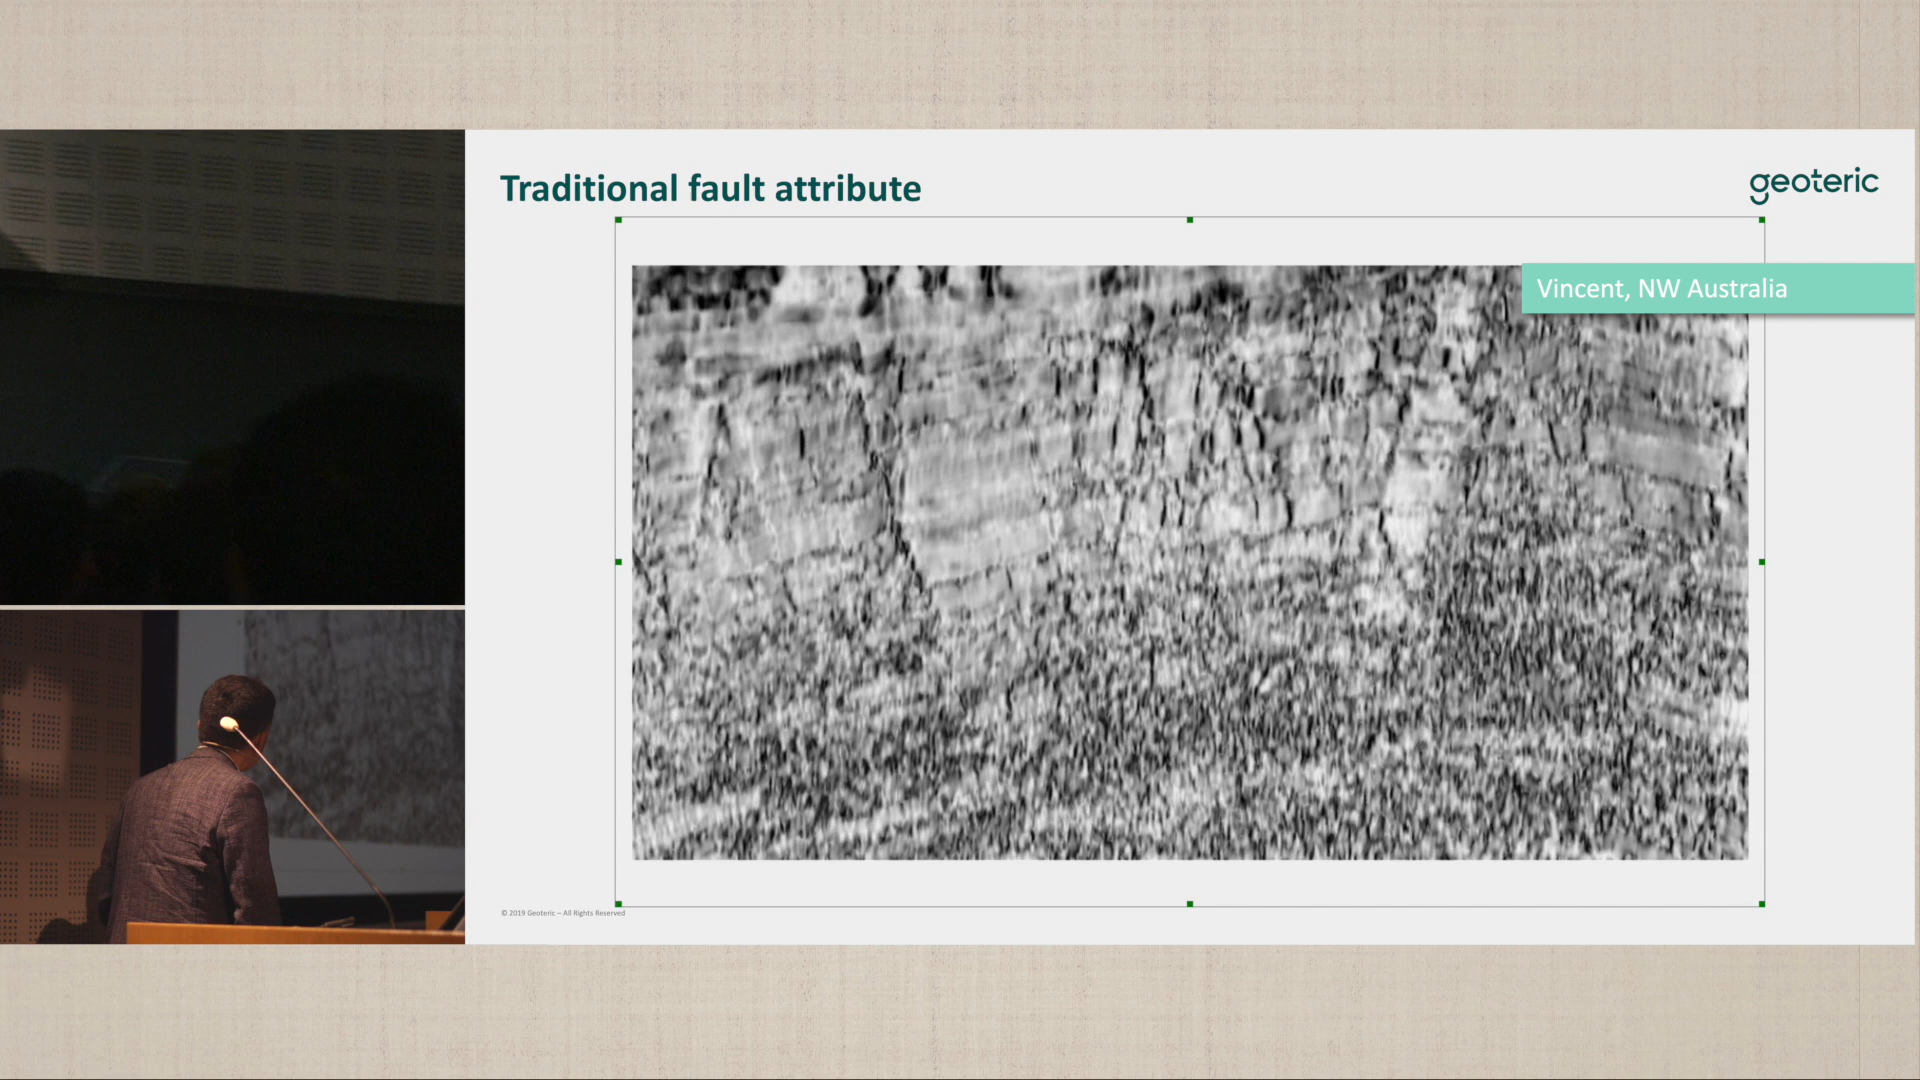 Traditional fault attribute
geoteric
Vincent, NW Australia
© 2019 Geoteric – All Rights Reserved